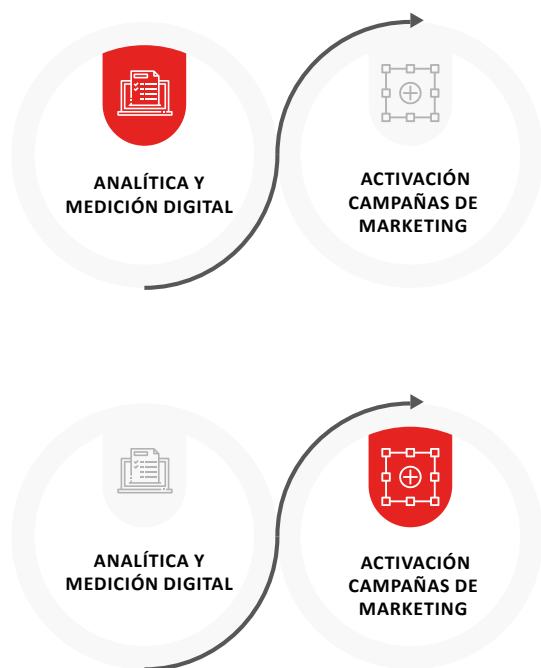 ANALÍTICA Y
MEDICIÓN DIGITAL
ACTIVACIÓN
CAMPAÑAS DE
MARKETING
ANALÍTICA Y
MEDICIÓN DIGITAL
ACTIVACIÓN
CAMPAÑAS DE
MARKETING